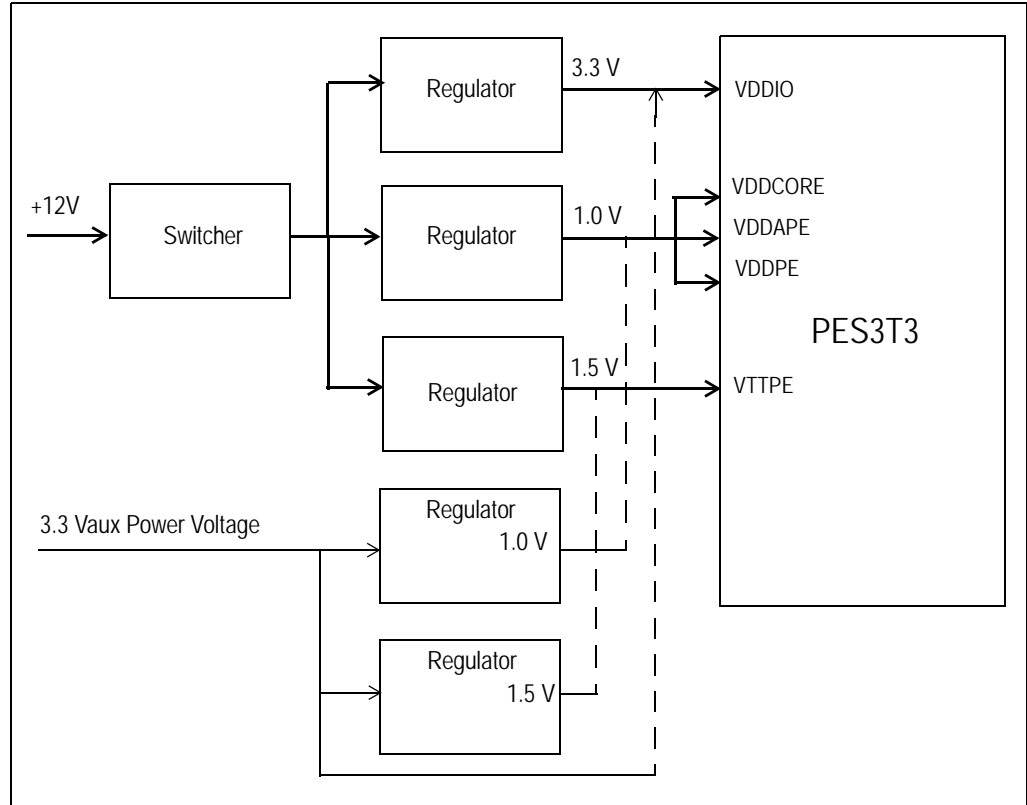 Regulator
3.3 V
VDDIO
+12V
Switcher
Regulator
1.0 V
VDDCORE
VDDAPE
VDDPE
PES3T3
Regulator
1.5 V
VTTPE
3.3 Vaux Power Voltage
Regulator
1.0 V
Regulator
1.5 V